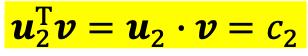 𝒖₂ᵀ𝒗 = 𝒖₂ · 𝒗 = 𝑐₂